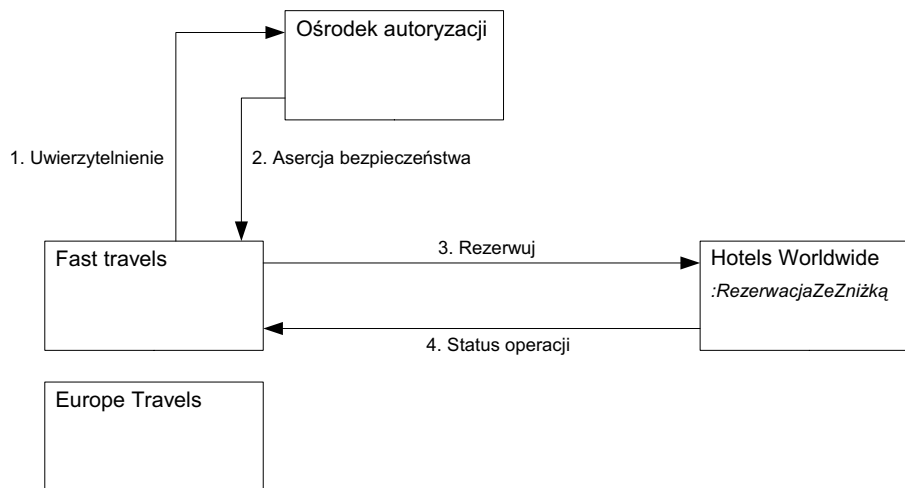 Ośrodek autoryzacji
1. Uwierzytelnienie
2. Asercja bezpieczeństwa
Fast travels
3. Rezerwuj
Hotels Worldwide
:RezerwacjaZeZniżką
4. Status operacji
Europe Travels